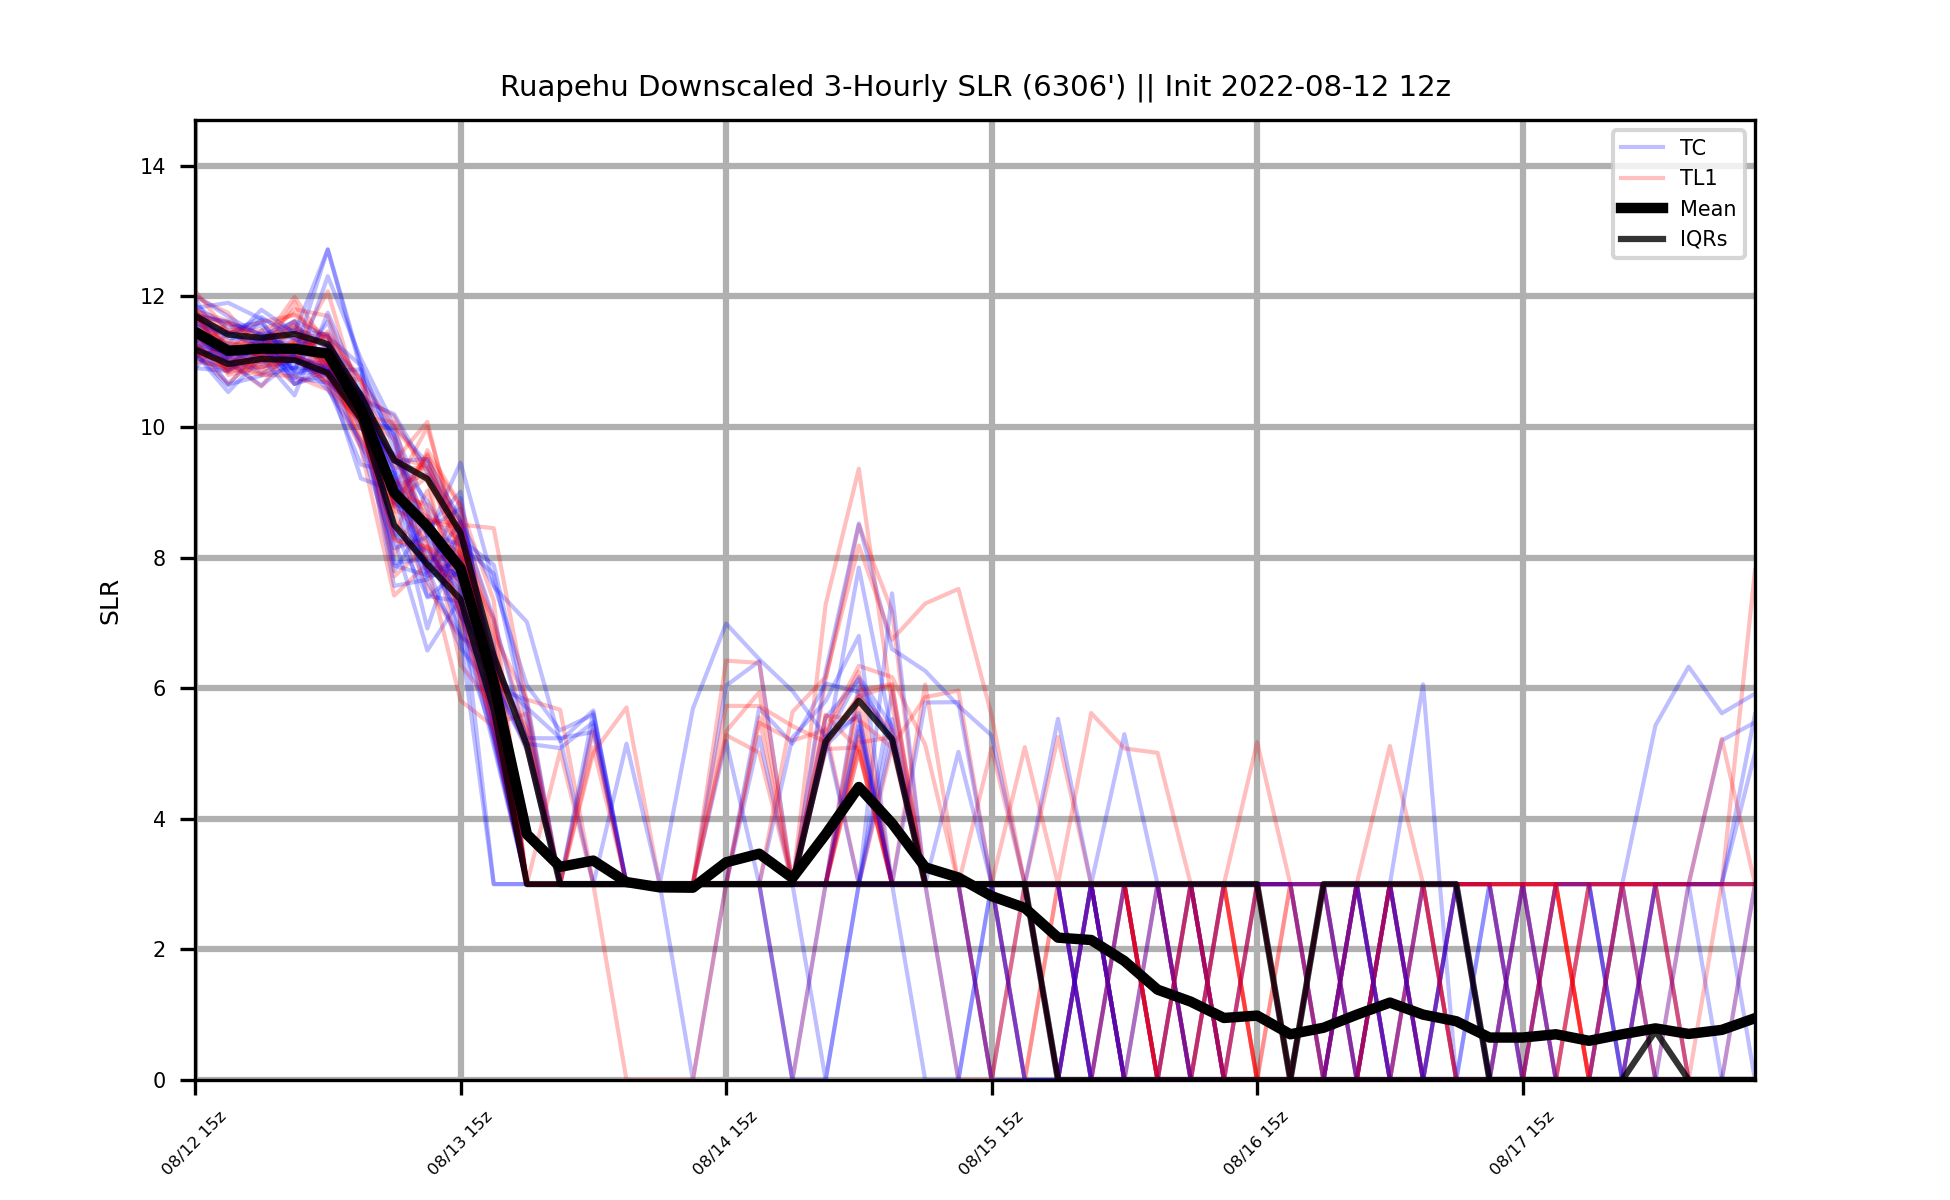 Ruapehu Downscaled 3-Hourly SLR (6306') || Init 2022-08-12 12z
TC
TL1
Mean
IQRs
SLR
14
12
10
8
6
4
2
0
08/12 15z
08/13 15z
08/14 15z
08/15 15z
08/16 15z
08/17 15z